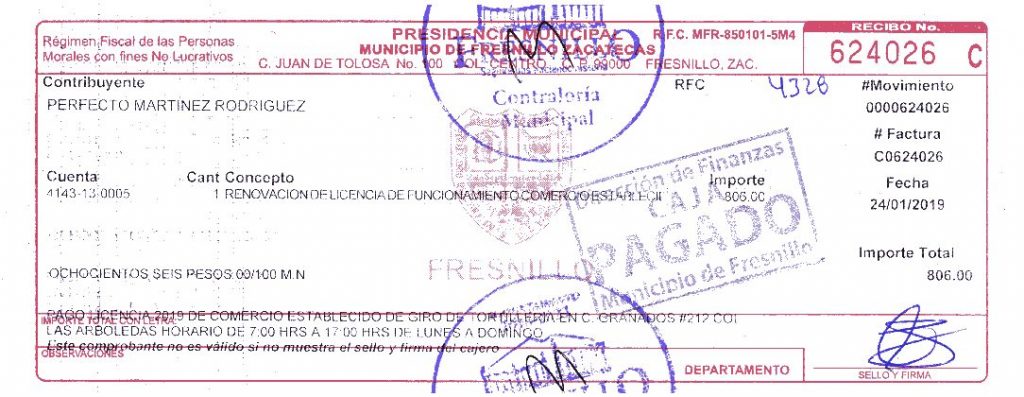 Régimen Fiscal de las Personas
Morales con fines No Lucrativos
PRESIDENCIA MUNICIPAL R.F.C. MFR-850101-5M4
MUNICIPIO DE FRESNILLO ZACATECAS
C. JUAN DE TOLOSA No. 100 COL. CENTRO C.P. 99000 FRESNILLO, ZAC.
RECIBO No.
624026 C
Contraloría
Municipal
Contribuyente
PERFECTO MARTINEZ RODRIGUEZ
RFC
4328
#Movimiento
0000624026
# Factura
C0624026
Fecha
24/01/2019
Cuenta Cant Concepto Importe
4143-13-0005 1 RENOVACION DE LICENCIA DE FUNCIONAMIENTO COMERCIO ESTABLECII 806.00
Dirección de Finanzas
CAJA
PAGADO
Municipio de Fresnillo
FRESNILLO
Importe Total
806.00
OCHOCIENTOS SEIS PESOS 00/100 M.N
PAGO LICENCIA 2019 DE COMERCIO ESTABLECIDO DE GIRO DE TORTILLERIA EN C. GRANADOS #212 COL
IMPORTE TOTAL CON LETRA
LAS ARBOLEDAS HORARIO DE 7:00 HRS A 17:00 HRS DE LUNES A DOMINGO
Este comprobante no es válido si no muestra el sello y firma del cajero
OBSERVACIONES
DEPARTAMENTO
SELLO Y FIRMA